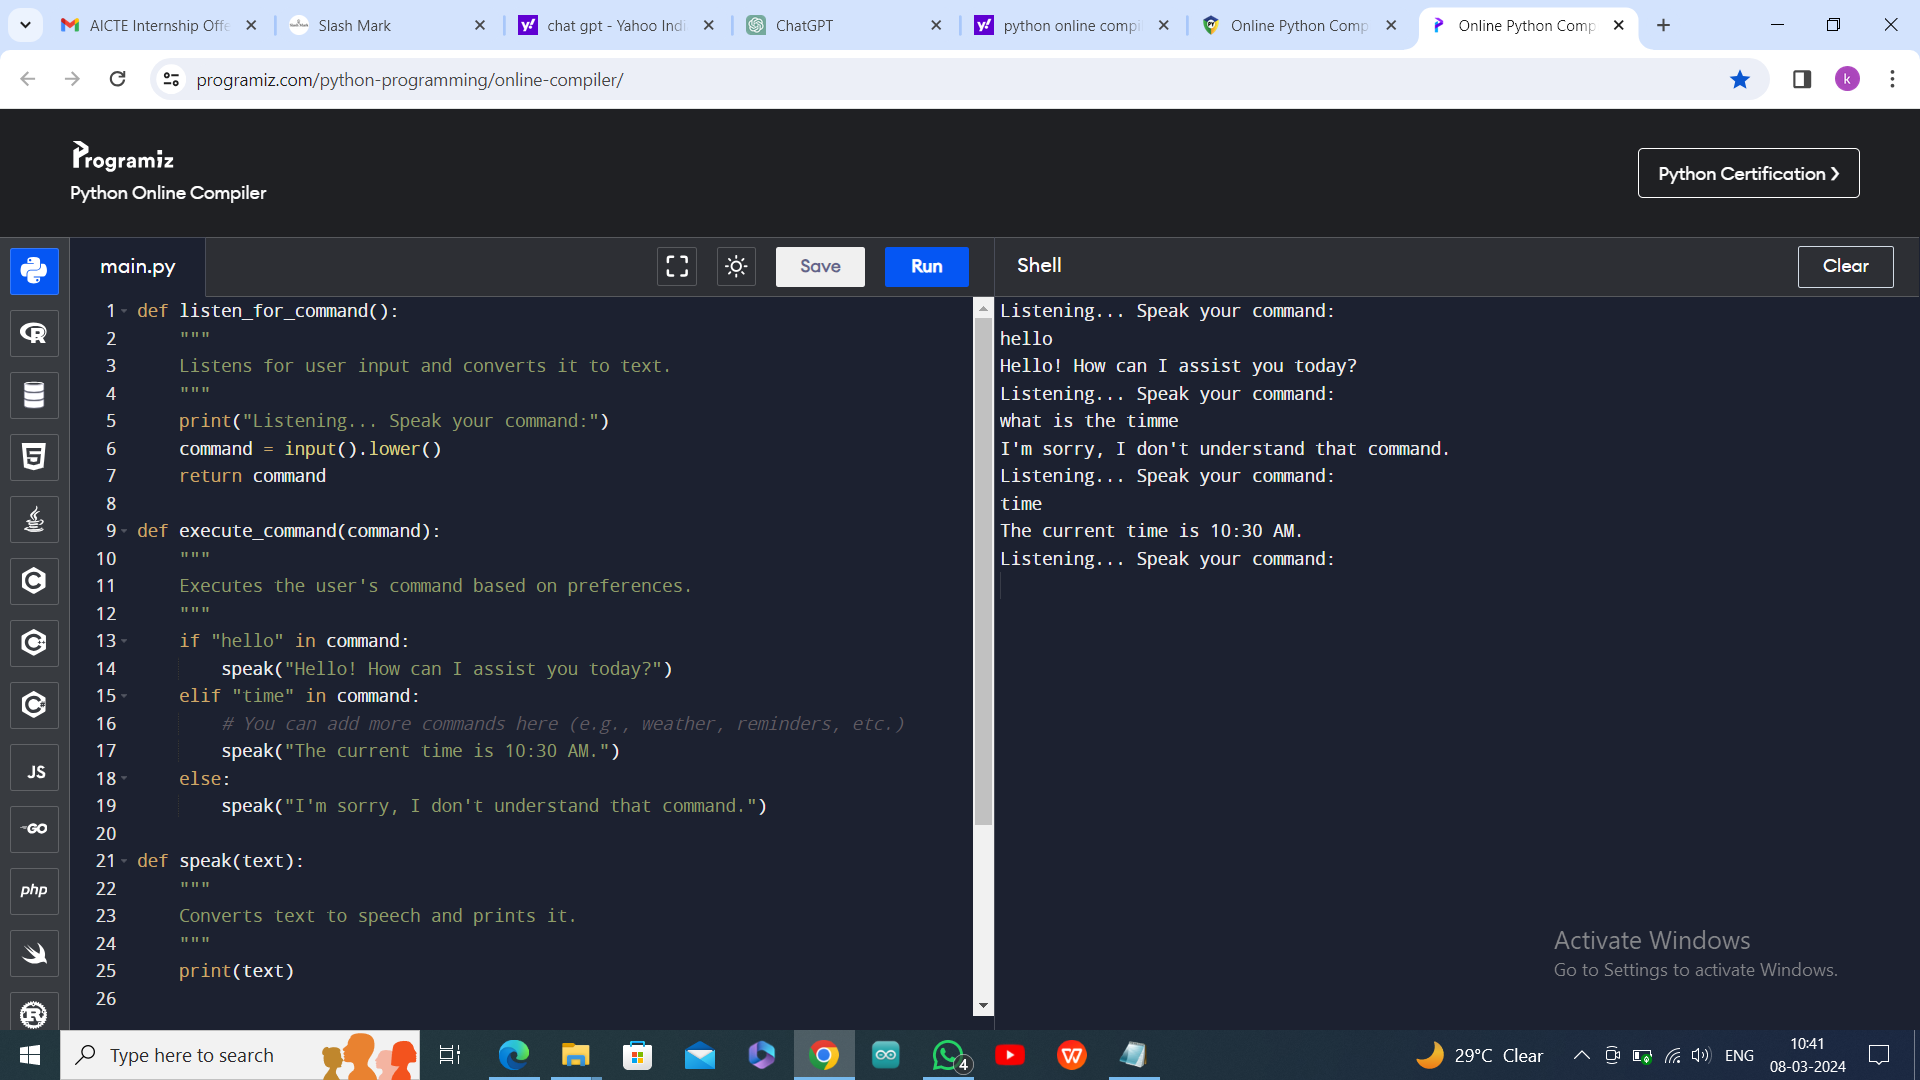 AICTE Internship Offe
Slash Mark
chat gpt - Yahoo Indi
ChatGPT
python online compi
Online Python Comp
Online Python Comp
programiz.com/python-programming/online-compiler/
k
Programiz
Python Online Compiler
Python Certification ❯
main.py
Save
Run
Shell
Clear
1 def listen_for_command():
2     """
3     Listens for user input and converts it to text.
4     """
5     print("Listening... Speak your command:")
6     command = input().lower()
7     return command
8
9 def execute_command(command):
10     """
11     Executes the user's command based on preferences.
12     """
13     if "hello" in command:
14         speak("Hello! How can I assist you today?")
15     elif "time" in command:
16         # You can add more commands here (e.g., weather, reminders, etc.)
17         speak("The current time is 10:30 AM.")
18     else:
19         speak("I'm sorry, I don't understand that command.")
20
21 def speak(text):
22     """
23     Converts text to speech and prints it.
24     """
25     print(text)
26
Listening... Speak your command:
hello
Hello! How can I assist you today?
Listening... Speak your command:
what is the timme
I'm sorry, I don't understand that command.
Listening... Speak your command:
time
The current time is 10:30 AM.
Listening... Speak your command:
JS
GO
php
Activate Windows
Go to Settings to activate Windows.
Type here to search
4
29°C Clear
ENG
10:41
08-03-2024